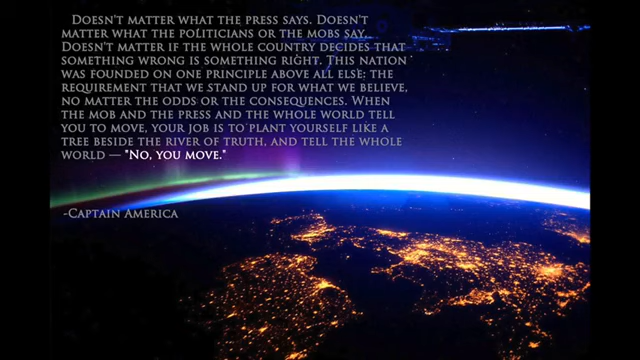 Doesn't matter what the press says. Doesn't
matter what the politicians or the mobs say.
Doesn't matter if the whole country decides that
something wrong is something right. This nation
was founded on one principle above all else: the
requirement that we stand up for what we believe,
no matter the odds or the consequences. When
the mob and the press and the whole world tell
you to move, your job is to plant yourself like a
tree beside the river of truth, and tell the whole
world — "No, you move."
-Captain America